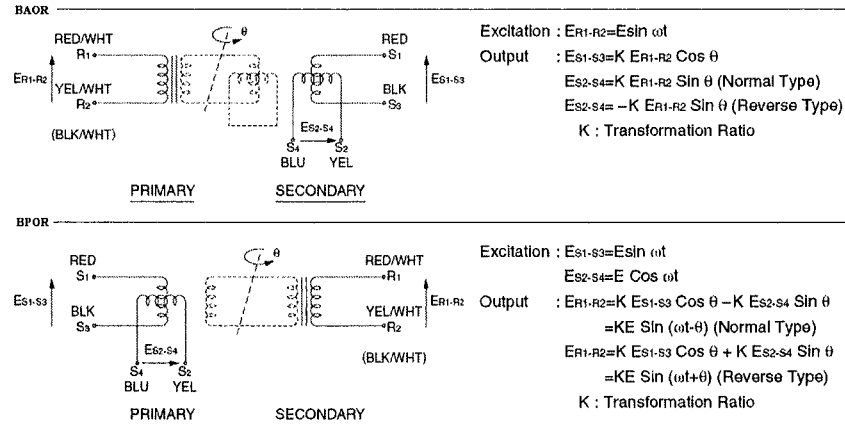 BAOR
RED/WHT
R1
ER1-R2
YEL/WHT
R2
(BLK/WHT)
θ
RED
S1
ES1-S3
BLK
S3
ES2-S4
S4 S2
BLU YEL
PRIMARY SECONDARY
Excitation : ER1-R2=Esin ωt
Output : ES1-S3=K ER1-R2 Cos θ
ES2-S4=K ER1-R2 Sin θ (Normal Type)
ES2-S4= −K ER1-R2 Sin θ (Reverse Type)
K : Transformation Ratio
BPOR
RED
S1
ES1-S3
BLK
S3
ES2-S4
S4 S2
BLU YEL
θ
RED/WHT
R1
ER1-R2
YEL/WHT
R2
(BLK/WHT)
PRIMARY SECONDARY
Excitation : ES1-S3=Esin ωt
ES2-S4=E Cos ωt
Output : ER1-R2=K ES1-S3 Cos θ −K ES2-S4 Sin θ
=KE Sin (ωt-θ) (Normal Type)
ER1-R2=K ES1-S3 Cos θ + K ES2-S4 Sin θ
=KE Sin (ωt+θ) (Reverse Type)
K : Transformation Ratio